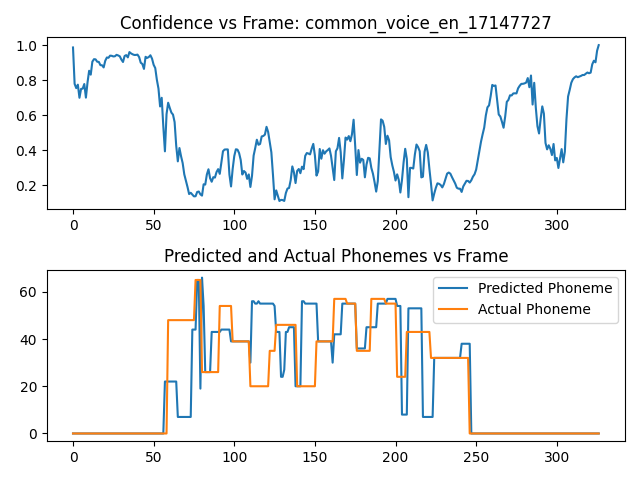 Confidence vs Frame: common_voice_en_17147727
1.0
0.8
0.6
0.4
0.2
0 50 100 150 200 250 300
Predicted and Actual Phonemes vs Frame
Predicted Phoneme
Actual Phoneme
60
40
20
0
0 50 100 150 200 250 300